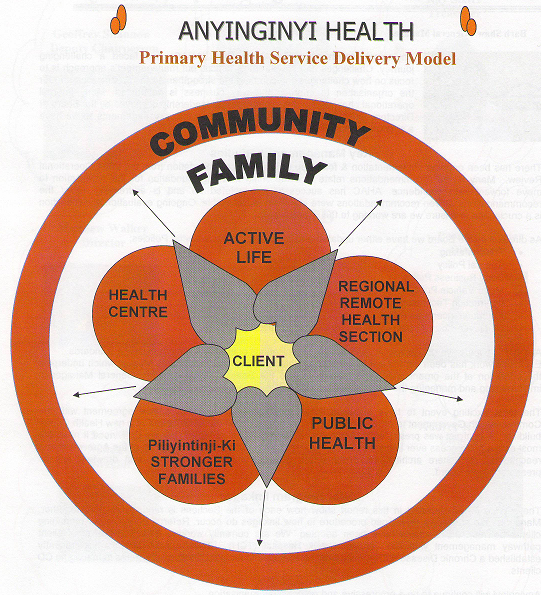 ANYINGINYI HEALTH
Primary Health Service Delivery Model
COMMUNITY
FAMILY
ACTIVE
LIFE
HEALTH
CENTRE
REGIONAL
REMOTE
HEALTH
SECTION
CLIENT
Piliyintinji-Ki
STRONGER
FAMILIES
PUBLIC
HEALTH